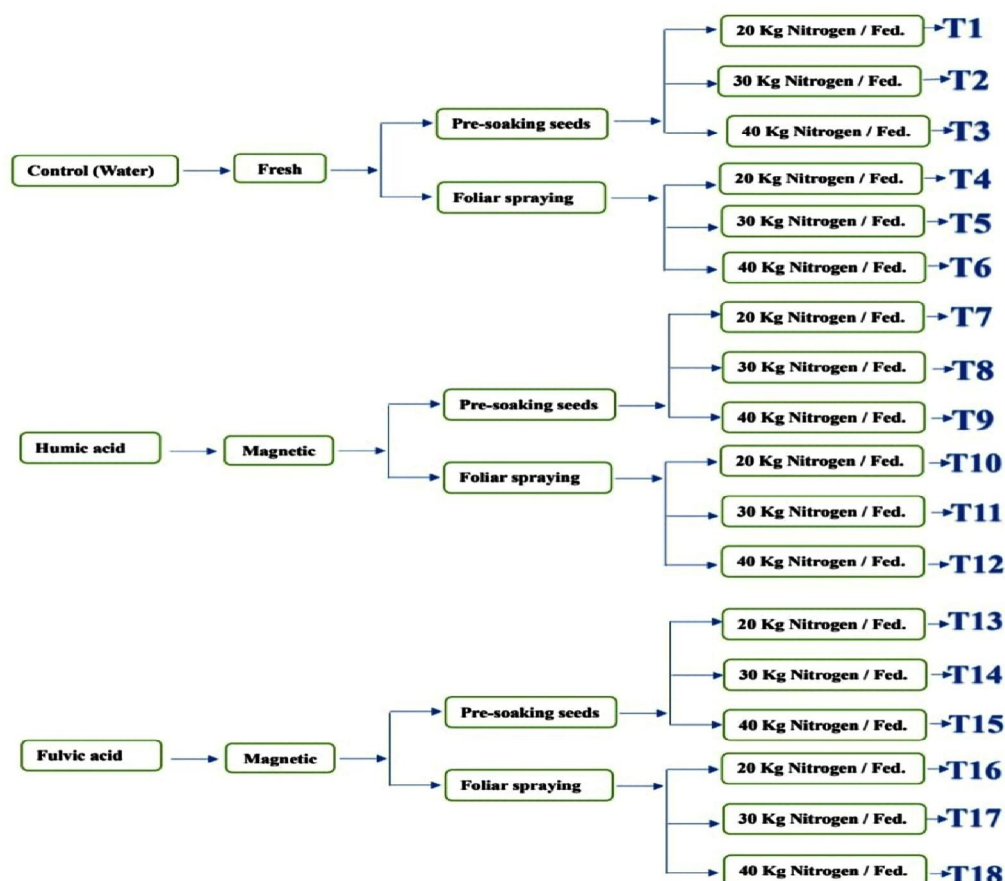 20 Kg Nitrogen / Fed. T1
30 Kg Nitrogen / Fed. T2
Pre-soaking seeds
40 Kg Nitrogen / Fed. T3
Control (Water) Fresh
20 Kg Nitrogen / Fed. T4
Foliar spraying
30 Kg Nitrogen / Fed. T5
40 Kg Nitrogen / Fed. T6
20 Kg Nitrogen / Fed. T7
30 Kg Nitrogen / Fed. T8
Pre-soaking seeds
40 Kg Nitrogen / Fed. T9
Humic acid Magnetic
20 Kg Nitrogen / Fed. T10
Foliar spraying
30 Kg Nitrogen / Fed. T11
40 Kg Nitrogen / Fed. T12
20 Kg Nitrogen / Fed. T13
30 Kg Nitrogen / Fed. T14
Pre-soaking seeds
40 Kg Nitrogen / Fed. T15
Fulvic acid Magnetic
20 Kg Nitrogen / Fed. T16
Foliar spraying
30 Kg Nitrogen / Fed. T17
40 Kg Nitrogen / Fed. T18